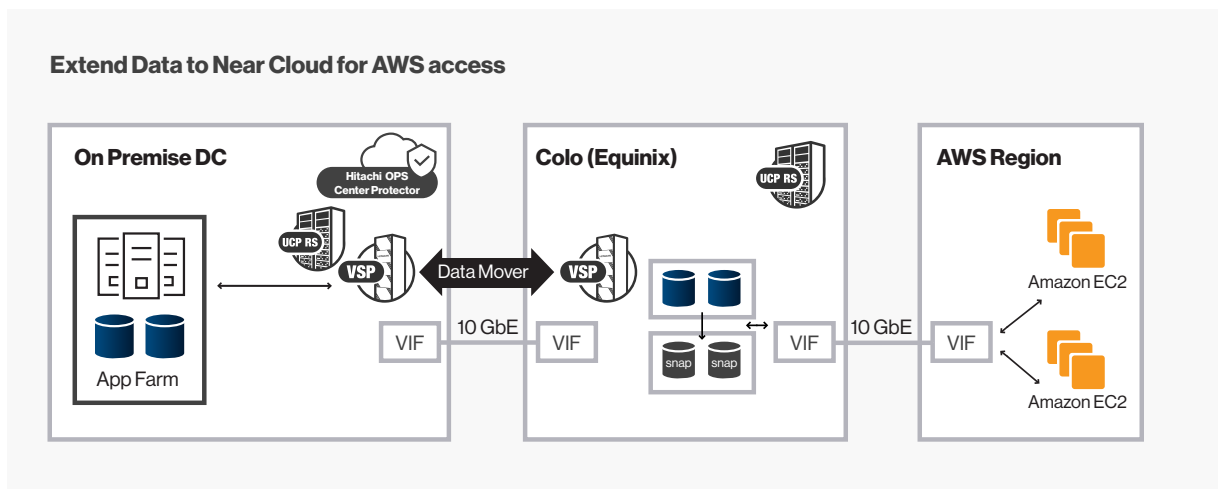 Extend Data to Near Cloud for AWS access
On Premise DC
Hitachi OPS
Center Protector
UCP RS
VSP
App Farm
VIF
10 GbE
Data Mover
Colo (Equinix)
UCP RS
VSP
VIF
snap
snap
VIF
10 GbE
AWS Region
Amazon EC2
VIF
Amazon EC2